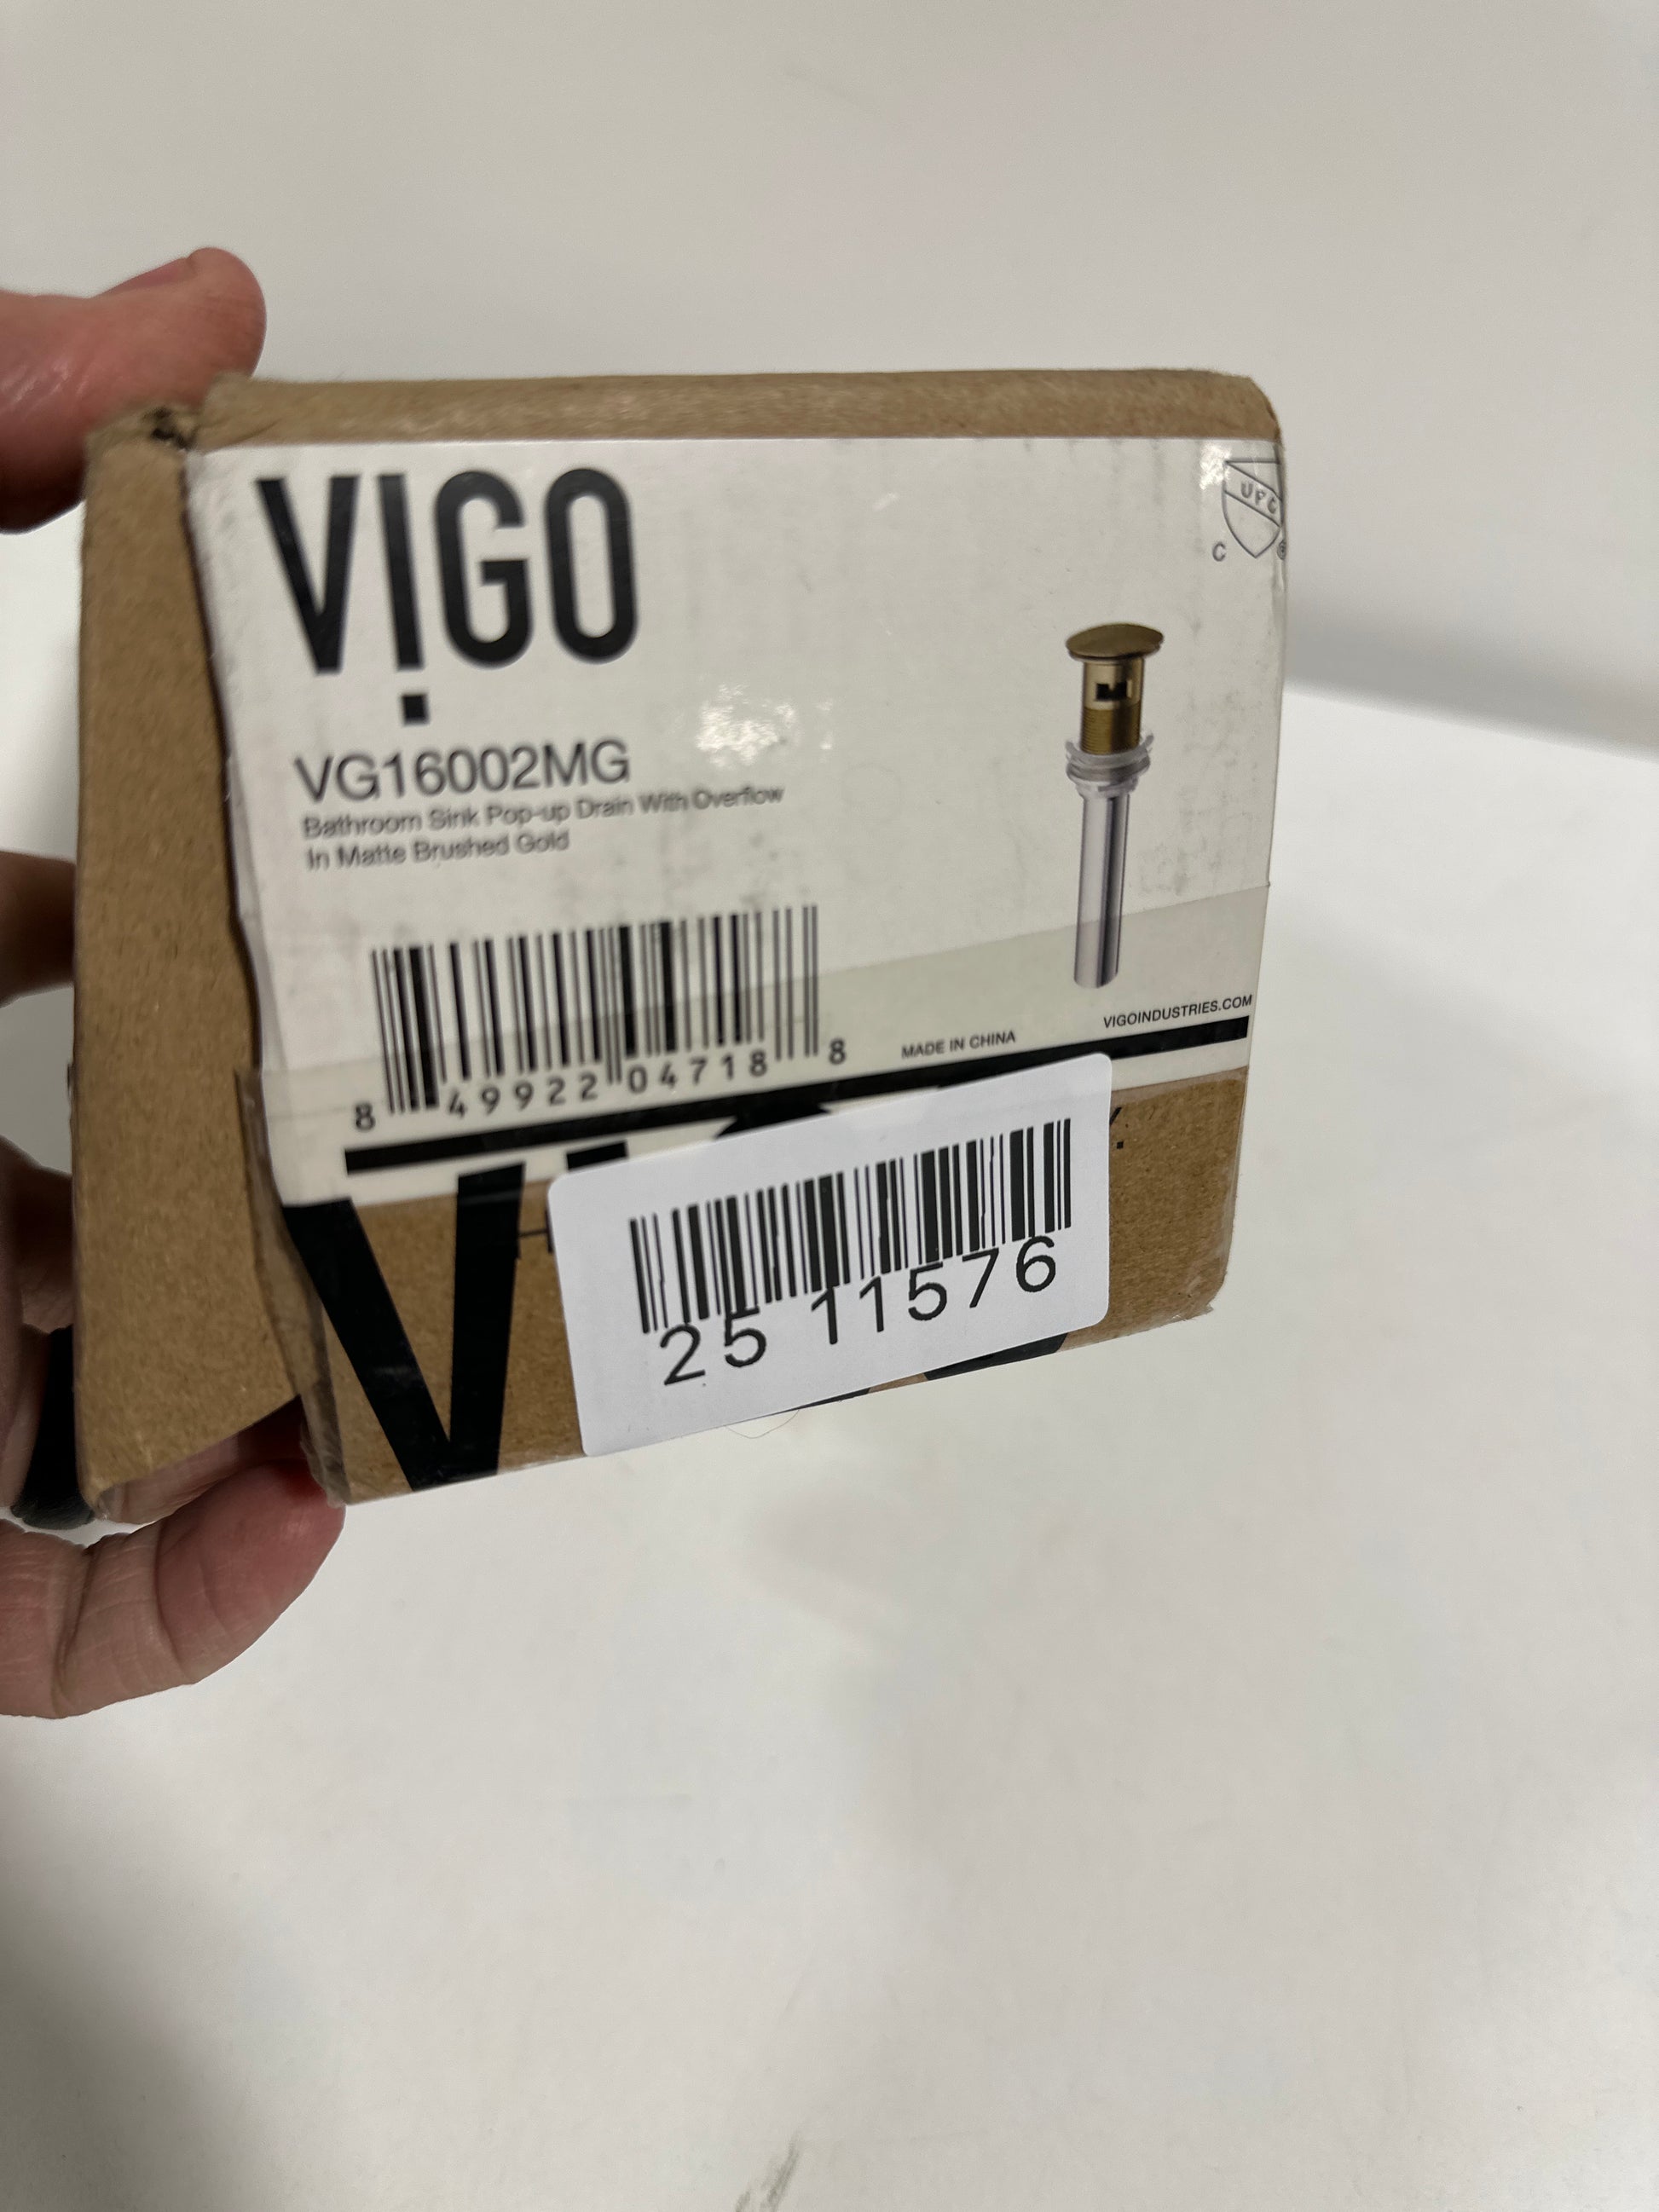 VIGO
UPC
C ®
VG16002MG
Bathroom Sink Pop-up Drain With Overflow
In Matte Brushed Gold
8 49922 04718 8
MADE IN CHINA
VIGOINDUSTRIES.COM
25 11576